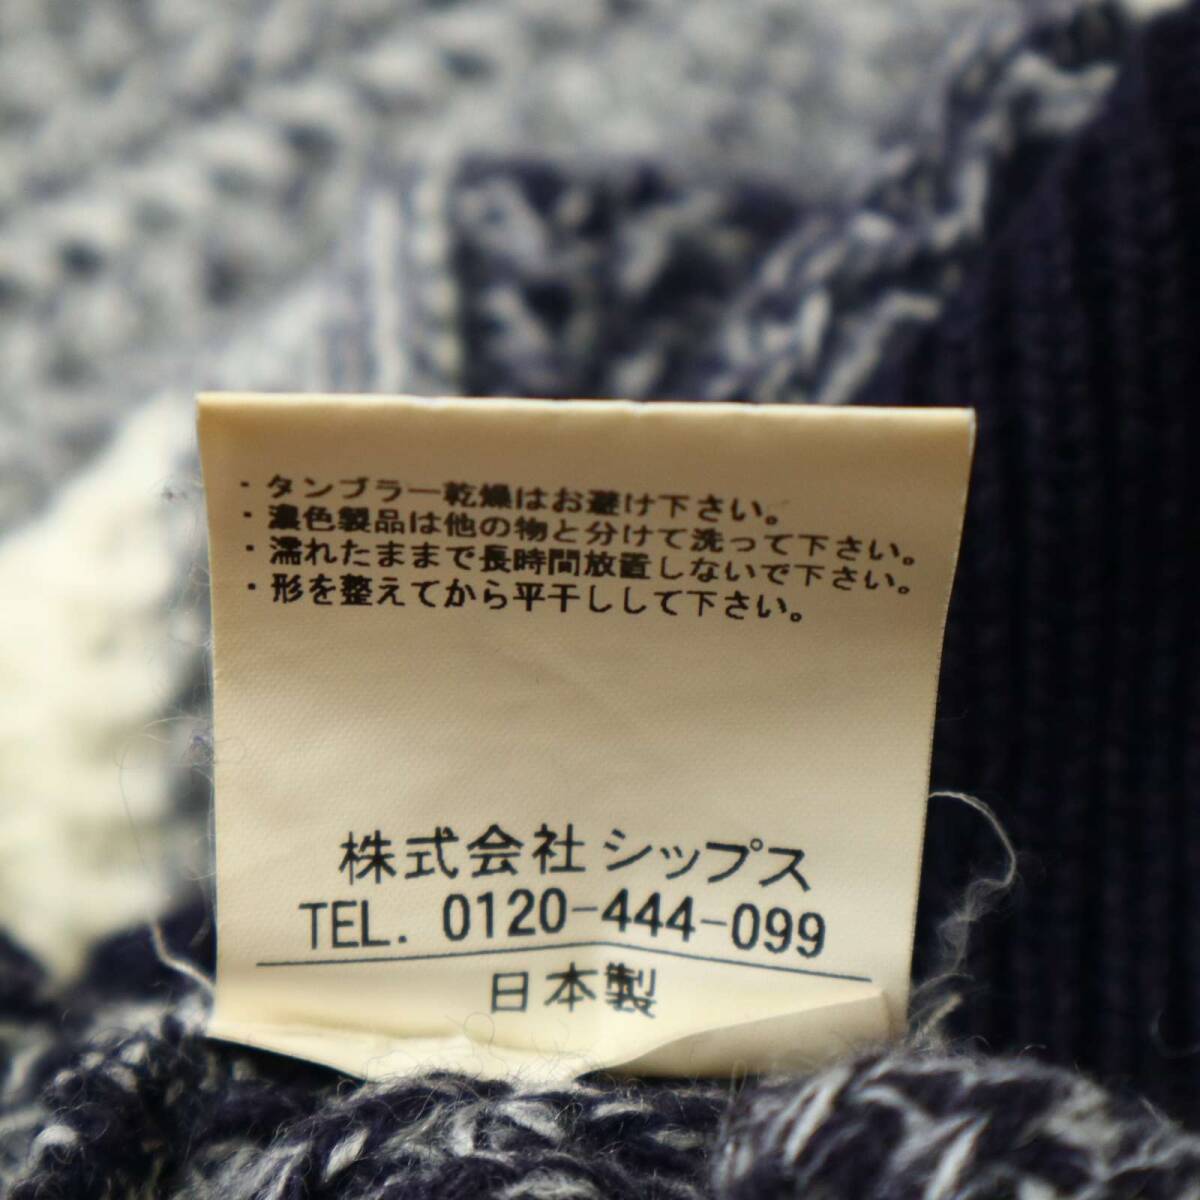 ・タンブラー乾燥はお避け下さい。
・濃色製品は他の物と分けて洗って下さい。
・濡れたままで長時間放置しないで下さい。
・形を整えてから平干しして下さい。
株式会社シップス
TEL. 0120-444-099
日本製